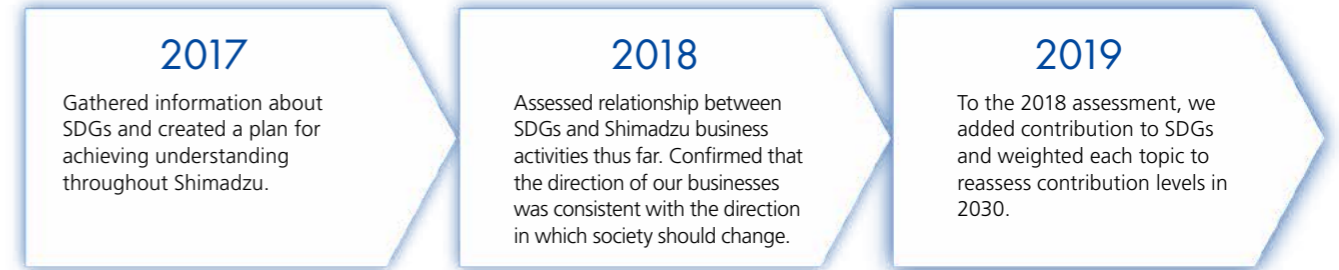 2017
Gathered information about
SDGs and created a plan for
achieving understanding
throughout Shimadzu.
2018
Assessed relationship between
SDGs and Shimadzu business
activities thus far. Confirmed that
the direction of our businesses
was consistent with the direction
in which society should change.
2019
To the 2018 assessment, we
added contribution to SDGs
and weighted each topic to
reassess contribution levels in
2030.